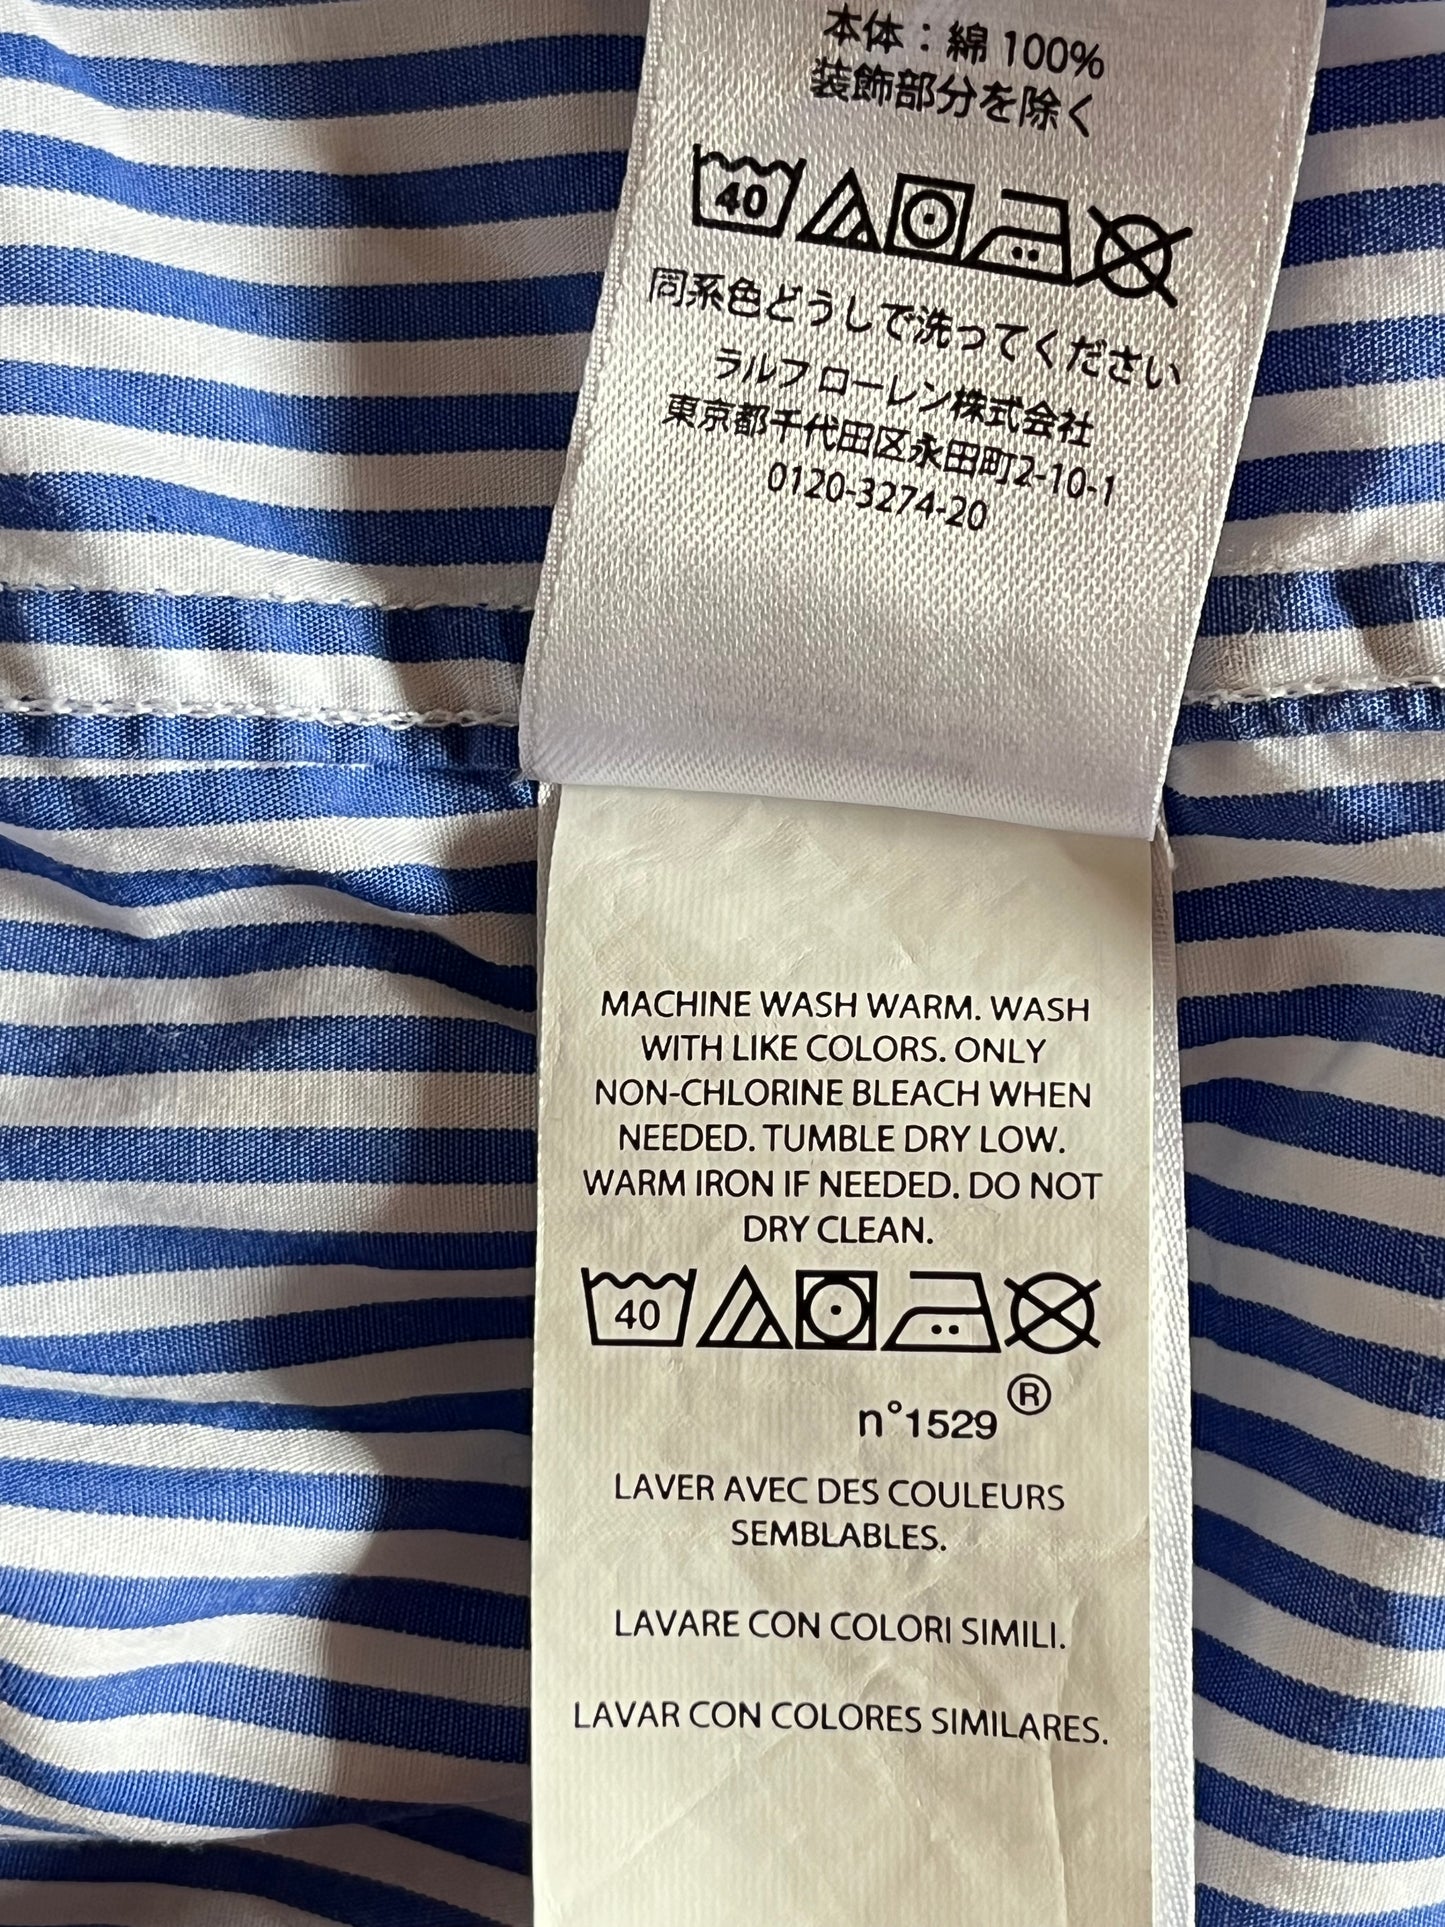 本体：綿 100%
装飾部分を除く
40
同系色どうしで洗ってください
ラルフ ローレン株式会社
東京都千代田区永田町2-10-1
0120-3274-20
MACHINE WASH WARM. WASH
WITH LIKE COLORS. ONLY
NON-CHLORINE BLEACH WHEN
NEEDED. TUMBLE DRY LOW.
WARM IRON IF NEEDED. DO NOT
DRY CLEAN.
40
n°1529 ®
LAVER AVEC DES COULEURS
SEMBLABLES.
LAVARE CON COLORI SIMILI.
LAVAR CON COLORES SIMILARES.